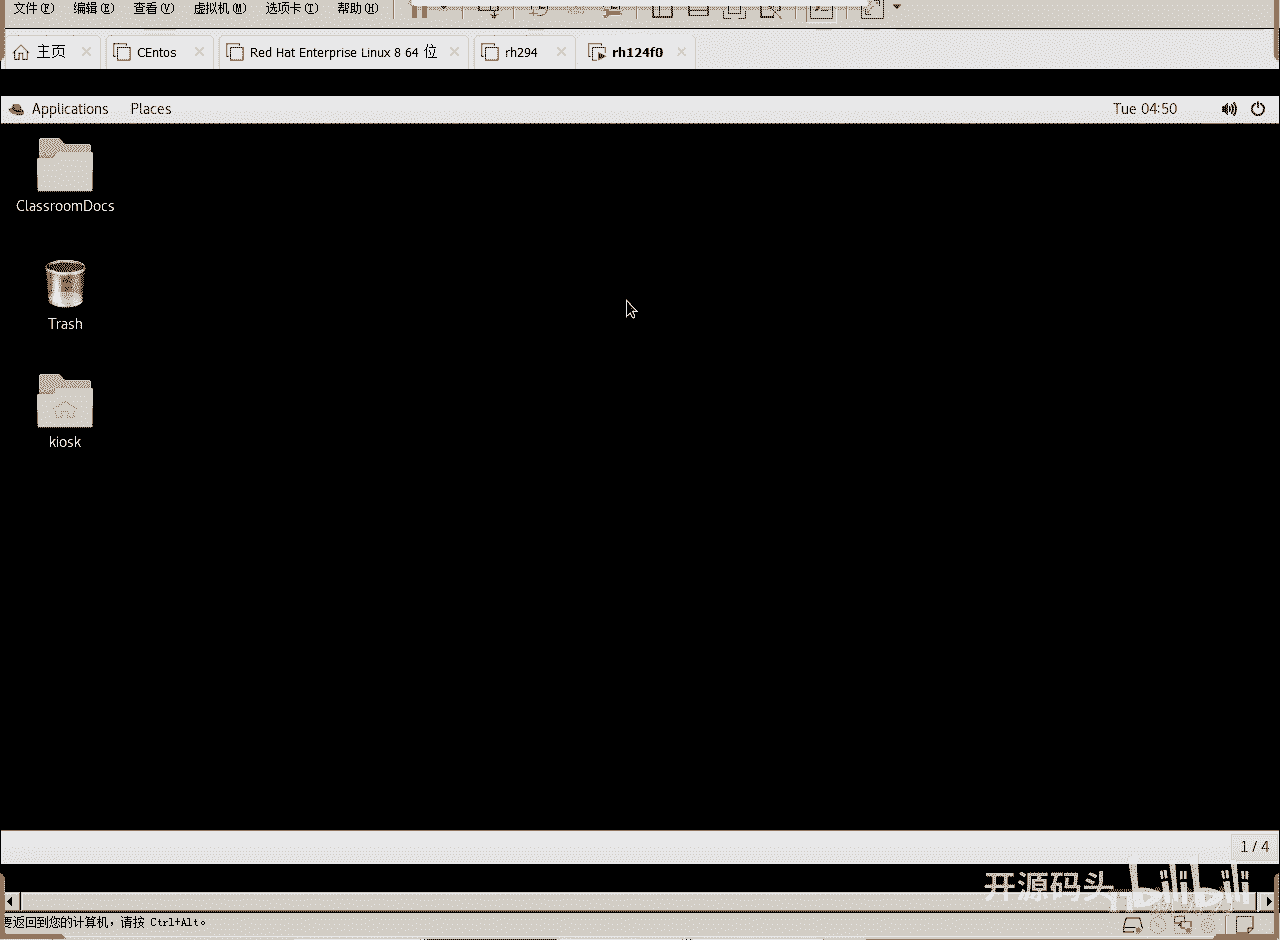 文件(F) 编辑(E) 查看(V) 虚拟机(M) 选项卡(T) 帮助(H)
主页 CEntos Red Hat Enterprise Linux 8 64 位 rh294 rh124f0
Applications Places Tue 04:50
ClassroomDocs
Trash
kiosk
1 / 4
开源码头 bilibili
要返回到您的计算机，请按 Ctrl+Alt。